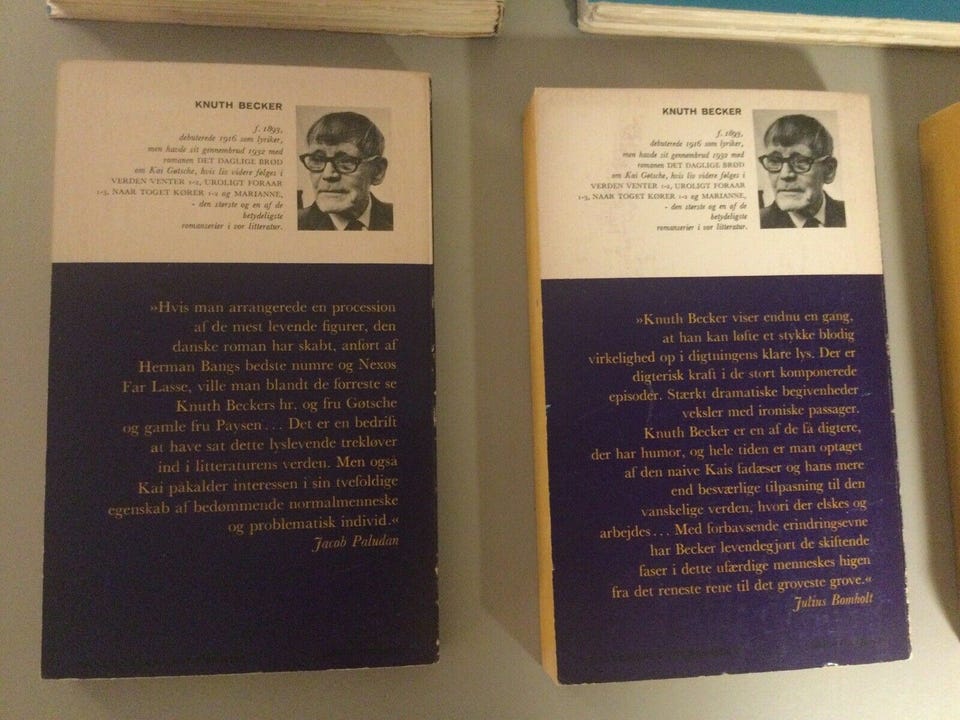 KNUTH BECKER
f. 1893,
debuterede 1916 som lyriker,
men havde sit gennembrud 1932 med
romanen DET DAGLIGE BRØD
om Kai Gøtsche, hvis liv videre følges i
VERDEN VENTER 1-2, UROLIGT FORAAR
1-3, NAAR TOGET KØRER 1-2 og MARIANNE,
- den største og en af de
betydeligste
romanserier i vor litteratur.
»Hvis man arrangerede en procession
af de mest levende figurer, den
danske roman har skabt, anført af
Herman Bangs bedste numre og Nexøs
Far Lasse, ville man blandt de forreste se
Knuth Beckers hr. og fru Gøtsche
og gamle fru Paysen ... Det er en bedrift
at have sat dette lyslevende trekløver
ind i litteraturens verden. Men også
Kai påkalder interessen i sin tvefoldige
egenskab af bedømmende normalmenneske
og problematisk individ.«
Jacob Paludan
KNUTH BECKER
f. 1893,
debuterede 1916 som lyriker,
men havde sit gennembrud 1932 med
romanen DET DAGLIGE BRØD
om Kai Gøtsche, hvis liv videre følges i
VERDEN VENTER 1-2, UROLIGT FORAAR
1-3, NAAR TOGET KØRER 1-2 og MARIANNE,
- den største og en af de
betydeligste
romanserier i vor litteratur.
»Knuth Becker viser endnu en gang,
at han kan løfte et stykke blodig
virkelighed op i digtningens klare lys. Der er
digterisk kraft i de stort komponerede
episoder. Stærkt dramatiske begivenheder
veksler med ironiske passager.
Knuth Becker er en af de få digtere,
der har humor, og hele tiden er man optaget
af den naive Kais fadæser og hans mere
end besværlige tilpasning til den
vanskelige verden, hvori der elskes og
arbejdes ... Med forbavsende erindringsevne
har Becker levendegjort de skiftende
faser i dette ufærdige menneskes higen
fra det reneste rene til det groveste grove.«
Julius Bomholt